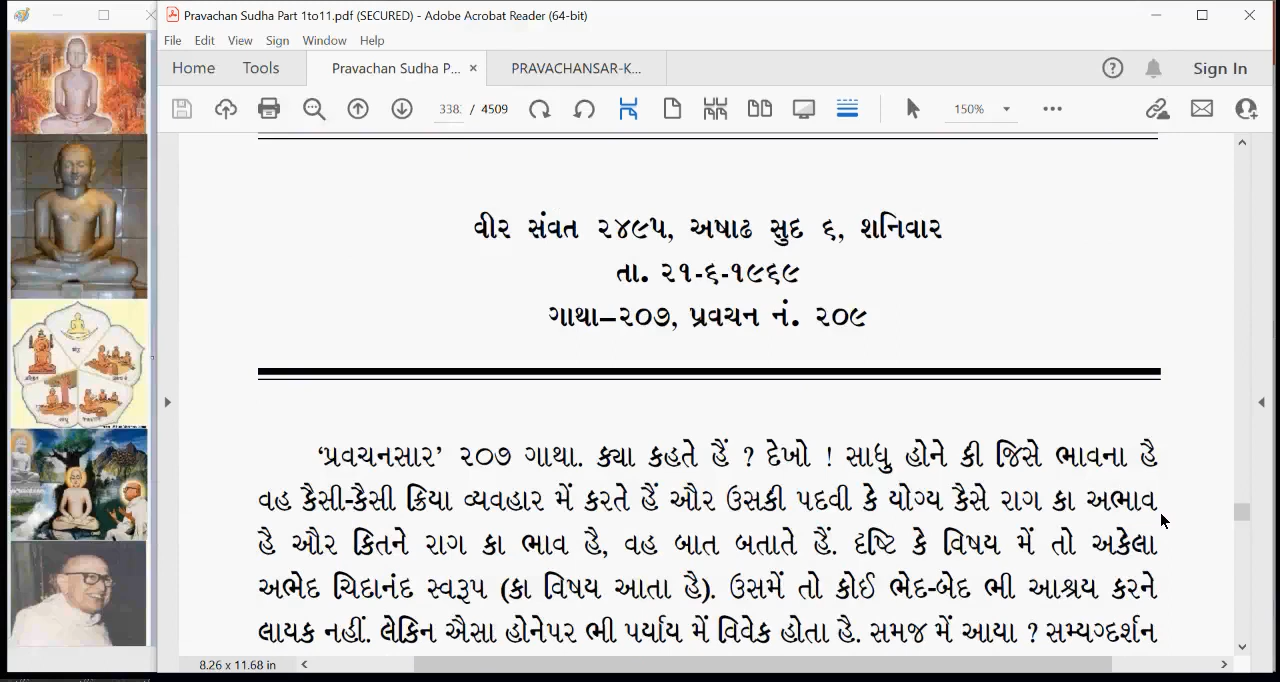 Pravachan Sudha Part 1to11.pdf (SECURED) - Adobe Acrobat Reader (64-bit)
File Edit View Sign Window Help
Home Tools Pravachan Sudha P... × PRAVACHANSAR-K... Sign In
338 / 4509 150%
વીર સંવત ૨૪૯૫, અષાઢ સુદ ૬, શનિવાર
તા. ૨૧-૬-૧૯૬૯
ગાથા–૨૦૭, પ્રવચન નં. ૨૦૯
‘પ્રવચનસાર’ ૨૦૭ ગાથા. ક્યા કહતે હૈં ? દેખો ! સાધુ હોને કી જિસે ભાવના હૈ
વહ કૈસી-કૈસી ક્રિયા વ્યવહાર મેં કરતે હૈં ઔર ઉસકી પદવી કે યોગ્ય કૈસે રાગ કા અભાવ
હૈ ઔર કિતને રાગ કા ભાવ હૈ, વહ બાત બતાતે હૈં. દૃષ્ટિ કે વિષય મેં તો અકેલા
અભેદ ચિદાનંદ સ્વરૂપ (કા વિષય આતા હૈ). ઉસમેં તો કોઈ ભેદ-બેદ ભી આશ્રય કરને
લાયક નહીં. લેકિન ઐસા હોનેપર ભી પર્યાય મેં વિવેક હોતા હૈ. સમજ મેં આયા ? સમ્યગ્દર્શન
8.26 x 11.68 in